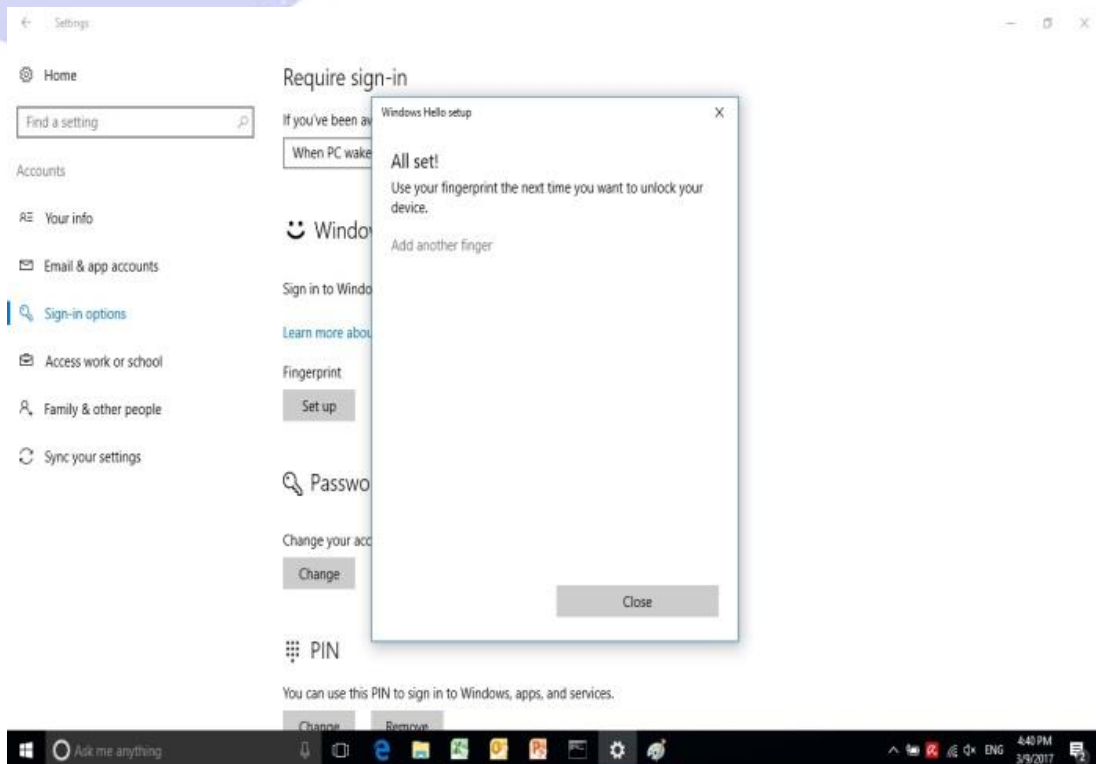 Settings
Home
Find a setting
Accounts
Your info
Email & app accounts
Sign-in options
Access work or school
Family & other people
Sync your settings
Require sign-in
If you've been aw
When PC wake
Windo
Sign in to Windo
Learn more abou
Fingerprint
Set up
Passwo
Change your acc
Change
PIN
You can use this PIN to sign in to Windows, apps, and services.
Change Remove
Windows Hello setup
All set!
Use your fingerprint the next time you want to unlock your
device.
Add another finger
Close
Ask me anything
ENG
4:40 PM
3/9/2017